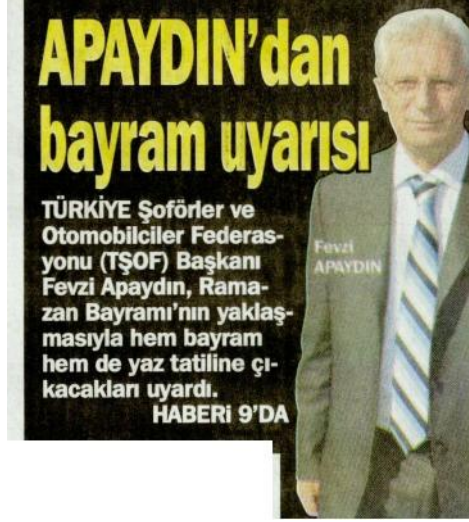 APAYDIN'dan
bayram uyarısı
TÜRKİYE Şoförler ve
Otomobilciler Federas-
yonu (TŞOF) Başkanı
Fevzi Apaydın, Rama-
zan Bayramı'nın yaklaş-
masıyla hem bayram
hem de yaz tatiline çı-
kacakları uyardı.
HABERİ 9'DA
Fevzi
APAYDIN